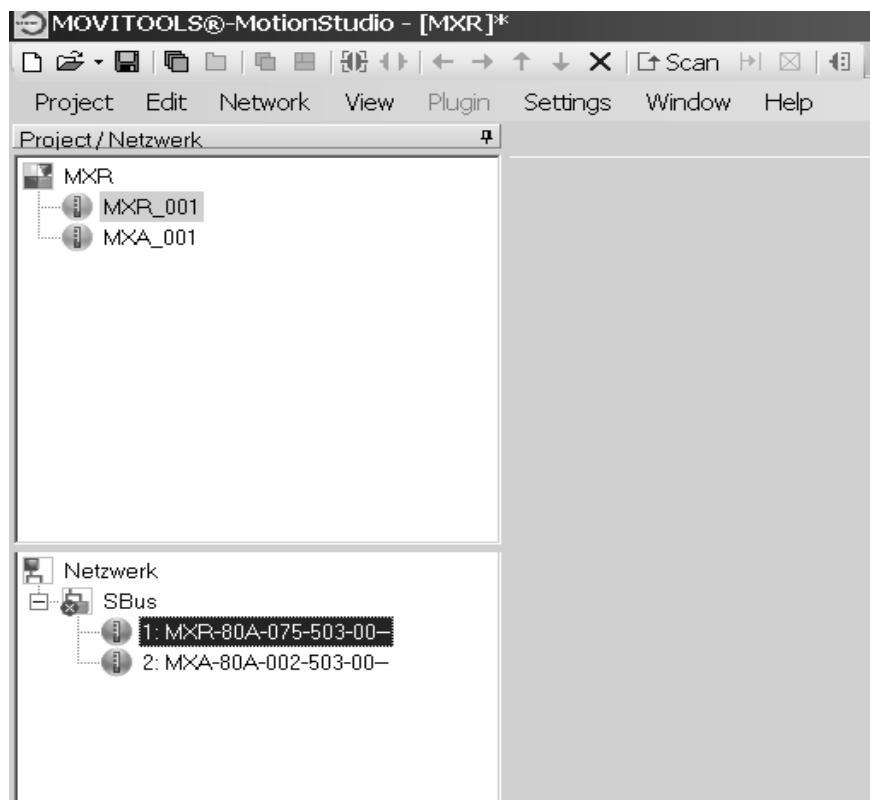 MOVITOOLS®-MotionStudio - [MXR]*
Scan
Project Edit Network View Plugin Settings Window Help
Project / Netzwerk
MXR
MXR_001
MXA_001
Netzwerk
SBus
1: MXR-80A-075-503-00--
2: MXA-80A-002-503-00--